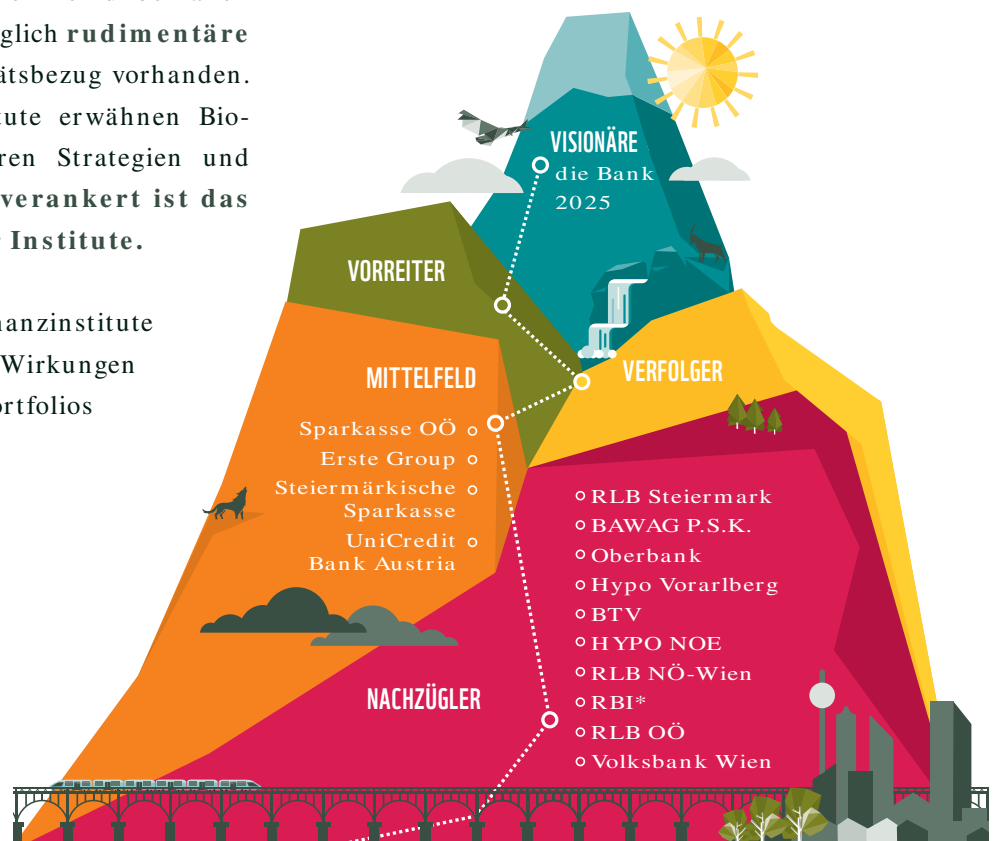 glich rudimentäre
ätsbezug vorhanden.
ute erwähnen Bio-
ren Strategien und
verankert ist das
Institute.
nanzinstitute
Wirkungen
ortfolios
VISIONÄRE
die Bank
2025
VORREITER
VERFOLGER
MITTELFELD
Sparkasse OÖ
Erste Group
Steiermärkische
Sparkasse
UniCredit
Bank Austria
NACHZÜGLER
RLB Steiermark
BAWAG P.S.K.
Oberbank
Hypo Vorarlberg
BTV
HYPO NOE
RLB NÖ-Wien
RBI*
RLB OÖ
Volksbank Wien